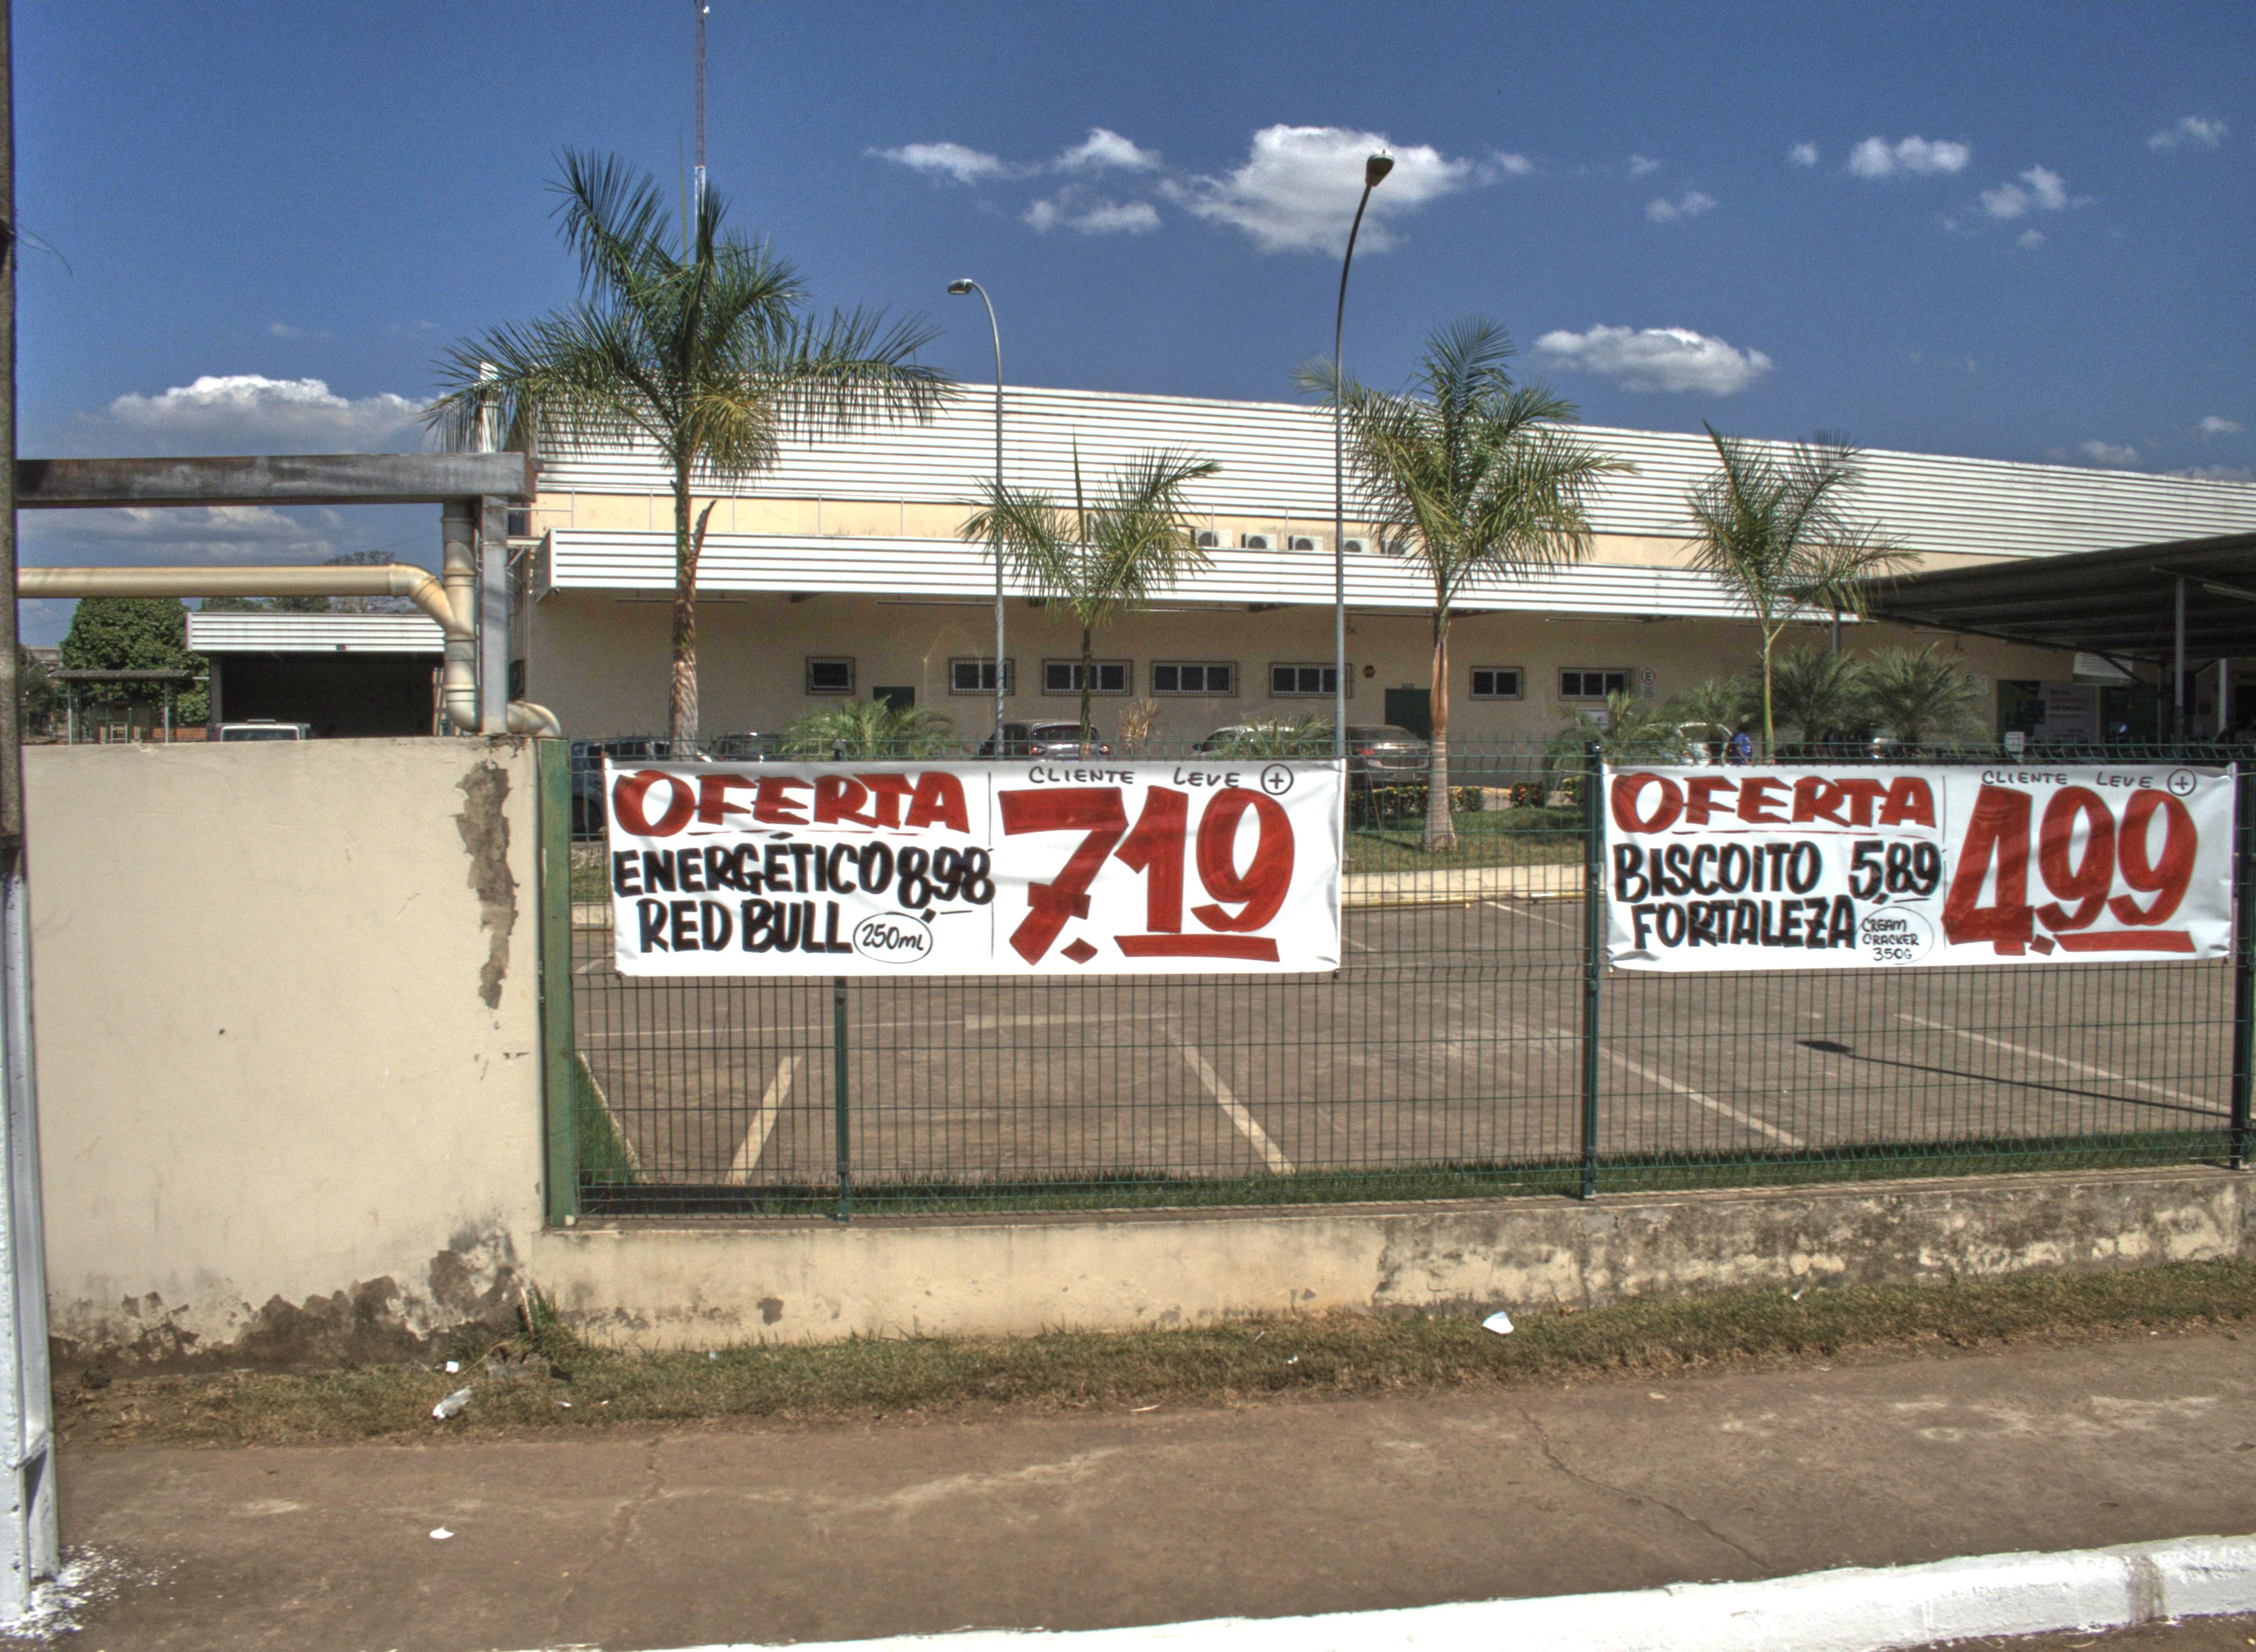 OFERTA
ENERGÉTICO 8,98
RED BULL 250ML
CLIENTE LEVE +
7.19
OFERTA
BISCOITO 5,89
FORTALEZA CREAM
CRACKER
350G
CLIENTE LEVE +
4.99
E